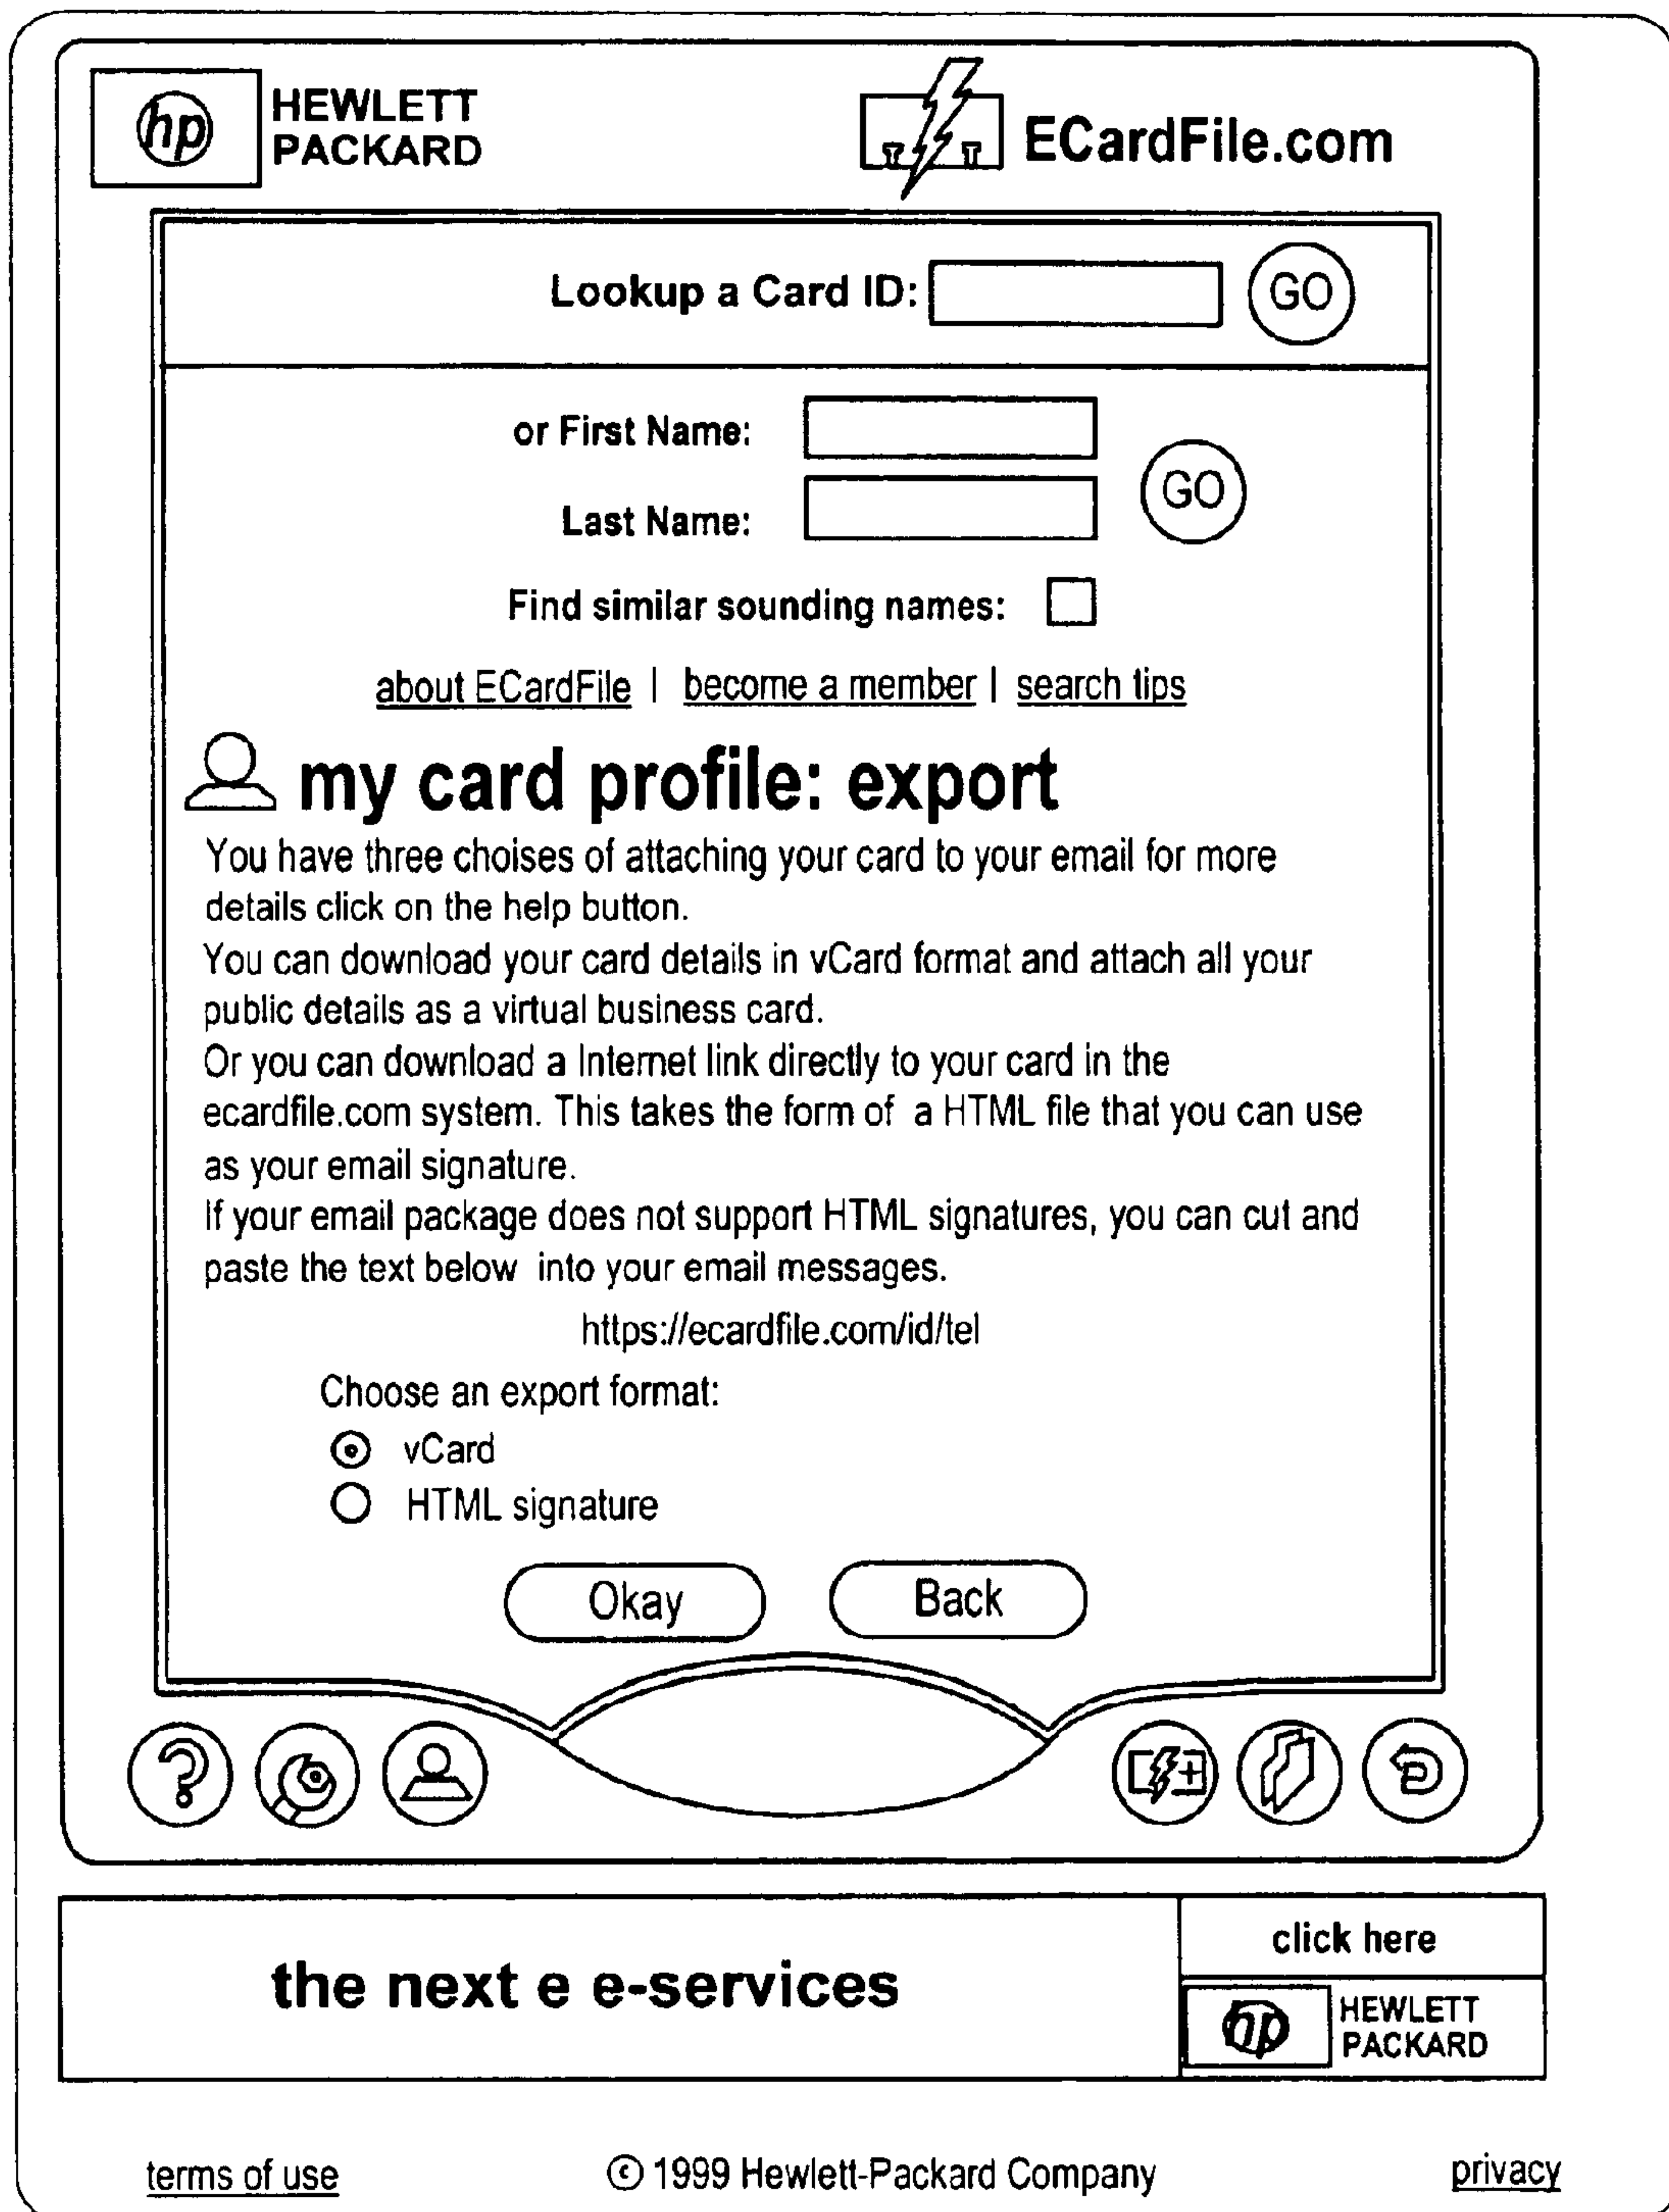 hp HEWLETT
PACKARD
ECardFile.com
Lookup a Card ID: GO
or First Name:
GO
Last Name:
Find similar sounding names:
about ECardFile | become a member | search tips
my card profile: export
You have three choises of attaching your card to your email for more
details click on the help button.
You can download your card details in vCard format and attach all your
public details as a virtual business card.
Or you can download a Internet link directly to your card in the
ecardfile.com system. This takes the form of a HTML file that you can use
as your email signature.
If your email package does not support HTML signatures, you can cut and
paste the text below into your email messages.
https://ecardfile.com/id/tel
Choose an export format:
vCard
HTML signature
Okay Back
?
the next e e-services
click here
hp HEWLETT
PACKARD
terms of use © 1999 Hewlett-Packard Company privacy